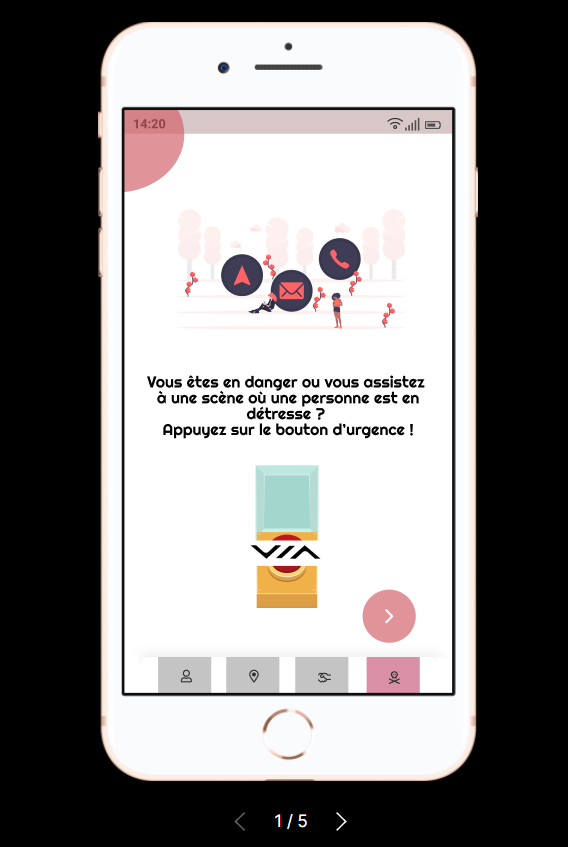 14:20
Vous êtes en danger ou vous assistez
à une scène où une personne est en
détresse ?
Appuyez sur le bouton d'urgence !
VIA
1 / 5